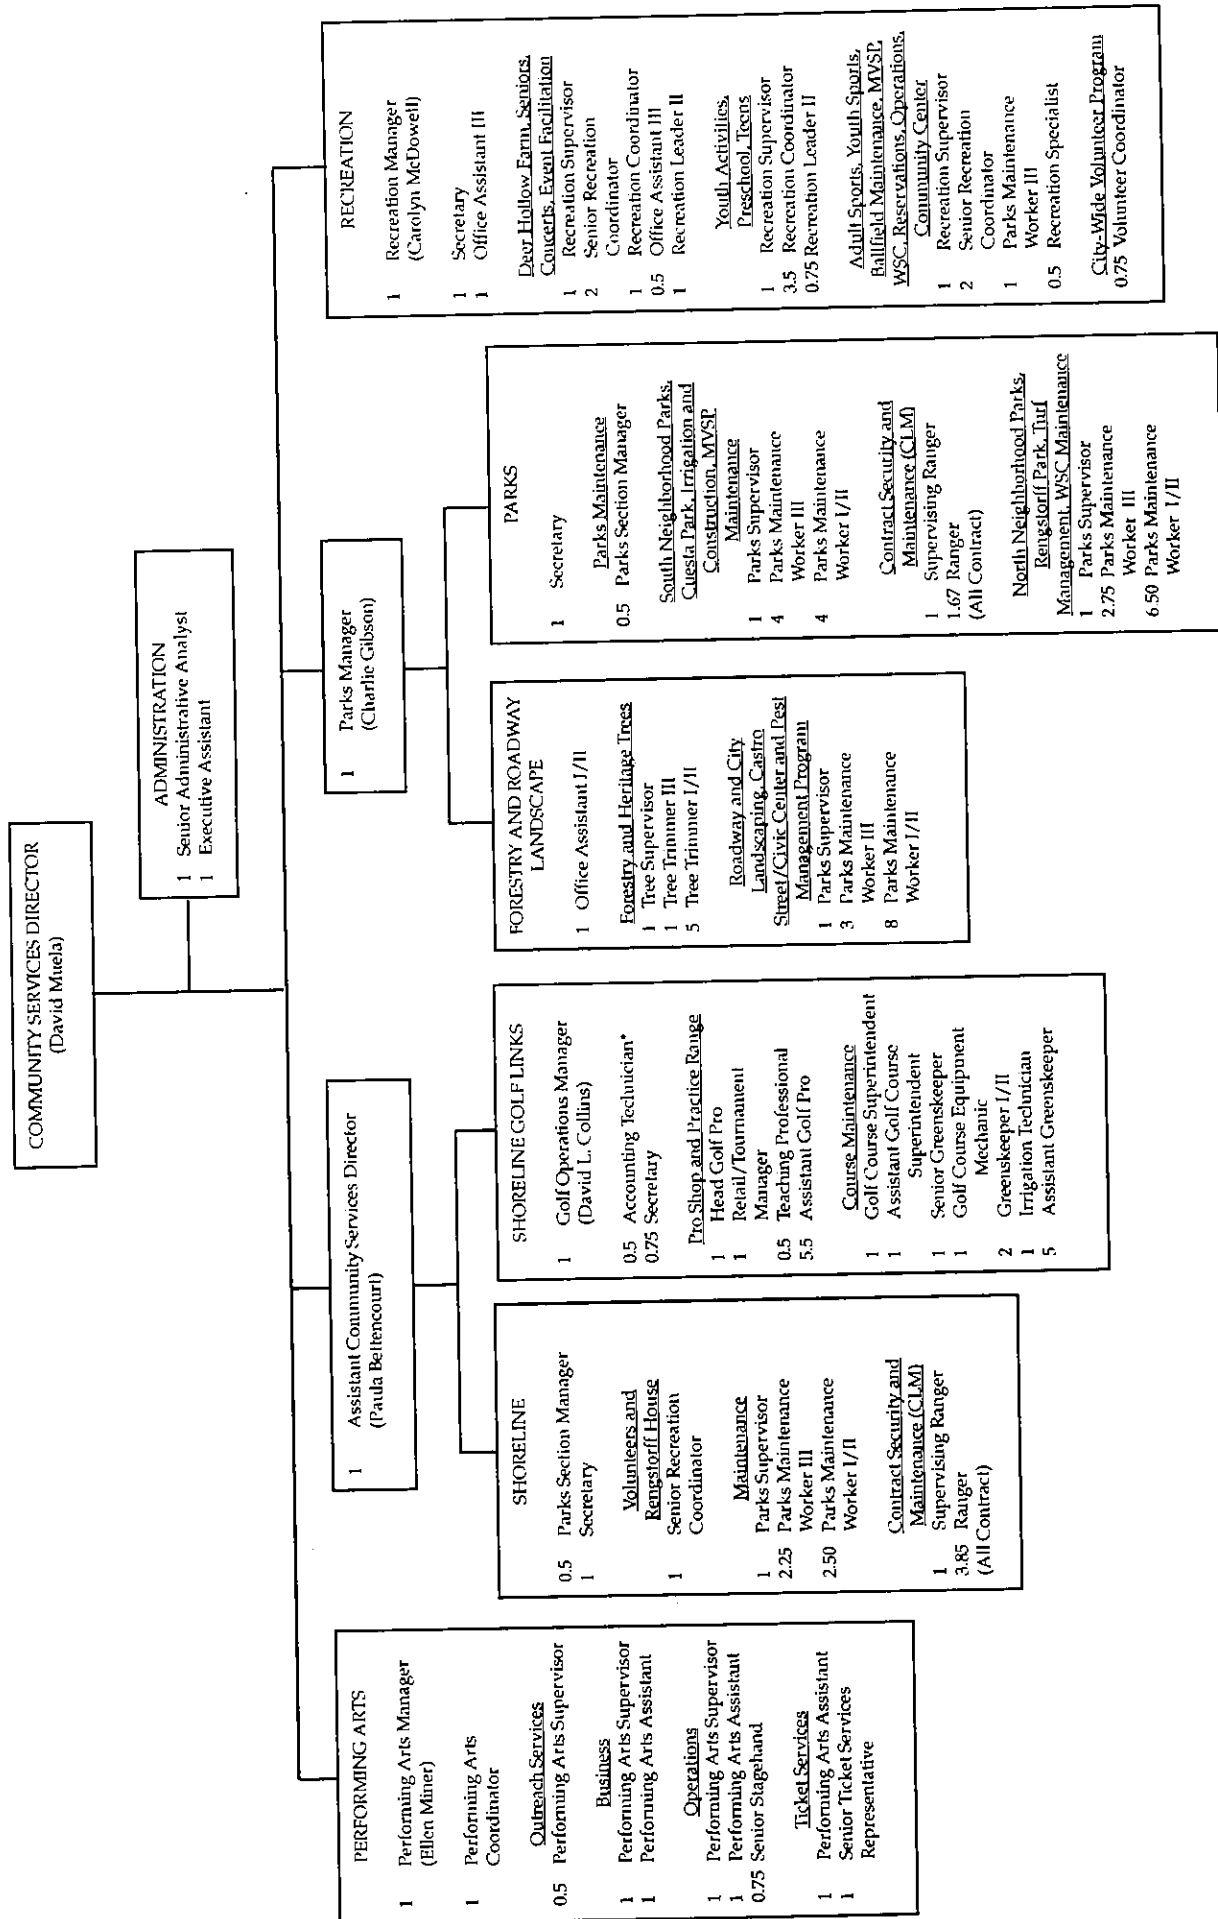 COMMUNITY SERVICES DIRECTOR
(David Muela)
ADMINISTRATION
1 Senior Administrative Analyst
1 Executive Assistant
1 Assistant Community Services Director
(Paula Bettencourt)
1 Parks Manager
(Charlie Gibson)
PERFORMING ARTS
1 Performing Arts Manager
(Ellen Miner)
1 Performing Arts
Coordinator
Outreach Services
0.5 Performing Arts Supervisor
Business
1 Performing Arts Supervisor
1 Performing Arts Assistant
Operations
1 Performing Arts Supervisor
1 Performing Arts Assistant
0.75 Senior Stagehand
Ticket Services
1 Performing Arts Assistant
1 Senior Ticket Services
Representative
SHORELINE
0.5 Parks Section Manager
1 Secretary
Volunteers and
Rengstorff House
1 Senior Recreation
Coordinator
Maintenance
1 Parks Supervisor
2.25 Parks Maintenance
Worker III
2.50 Parks Maintenance
Worker I/II
Contract Security and
Maintenance (CLM)
1 Supervising Ranger
3.85 Ranger
(All Contract)
SHORELINE GOLF LINKS
1 Golf Operations Manager
(David L. Collins)
0.5 Accounting Technician*
0.75 Secretary
Pro Shop and Practice Range
1 Head Golf Pro
1 Retail/Tournament
Manager
0.5 Teaching Professional
5.5 Assistant Golf Pro
Course Maintenance
1 Golf Course Superintendent
1 Assistant Golf Course
Superintendent
1 Senior Greenskeeper
1 Golf Course Equipment
Mechanic
2 Greenskeeper I/II
1 Irrigation Technician
5 Assistant Greenskeeper
FORESTRY AND ROADWAY
LANDSCAPE
1 Office Assistant I/II
Forestry and Heritage Trees
1 Tree Supervisor
1 Tree Trimmer III
5 Tree Trimmer I/II
Roadway and City
Landscaping, Castro
Street/Civic Center and Pest
Management Program
1 Parks Supervisor
3 Parks Maintenance
Worker III
8 Parks Maintenance
Worker I/II
PARKS
1 Secretary
Parks Maintenance
0.5 Parks Section Manager
South Neighborhood Parks,
Cuesta Park, Irrigation and
Construction, MVSP
Maintenance
1 Parks Supervisor
4 Parks Maintenance
Worker III
4 Parks Maintenance
Worker I/II
Contract Security and
Maintenance (CLM)
1 Supervising Ranger
1.67 Ranger
(All Contract)
North Neighborhood Parks,
Rengstorff Park, Turf
Management, WSC Maintenance
1 Parks Supervisor
2.75 Parks Maintenance
Worker III
6.50 Parks Maintenance
Worker I/II
RECREATION
1 Recreation Manager
(Carolyn McDowell)
1 Secretary
1 Office Assistant III
Deer Hollow Farm, Seniors,
Concerts, Event Facilitation
1 Recreation Supervisor
2 Senior Recreation
Coordinator
1 Recreation Coordinator
0.5 Office Assistant III
1 Recreation Leader II
Youth Activities,
Preschool, Teens
1 Recreation Supervisor
3.5 Recreation Coordinator
0.75 Recreation Leader II
Adult Sports, Youth Sports,
Ballfield Maintenance, MVSP,
WSC, Reservations, Operations,
Community Center
1 Recreation Supervisor
2 Senior Recreation
Coordinator
1 Parks Maintenance
Worker III
0.5 Recreation Specialist
City-Wide Volunteer Program
0.75 Volunteer Coordinator